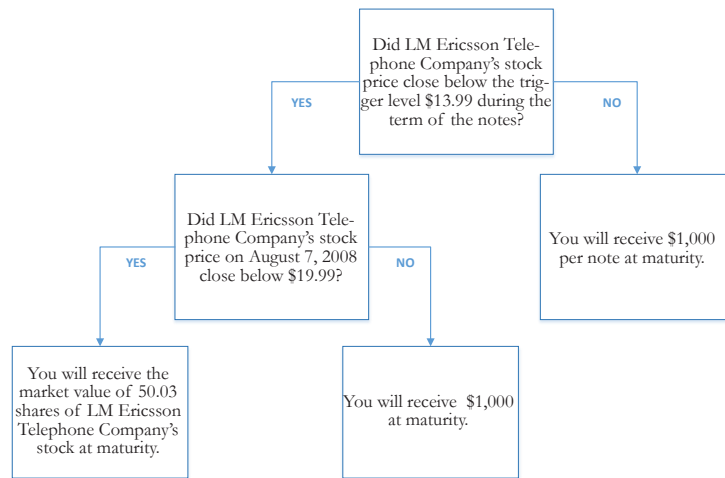 Did LM Ericsson Tele-
phone Company's stock
price close below the trig-
ger level $13.99 during the
term of the notes?
YES
NO
Did LM Ericsson Tele-
phone Company's stock
price on August 7, 2008
close below $19.99?
You will receive $1,000
per note at maturity.
YES
NO
You will receive the
market value of 50.03
shares of LM Ericsson
Telephone Company's
stock at maturity.
You will receive $1,000
at maturity.